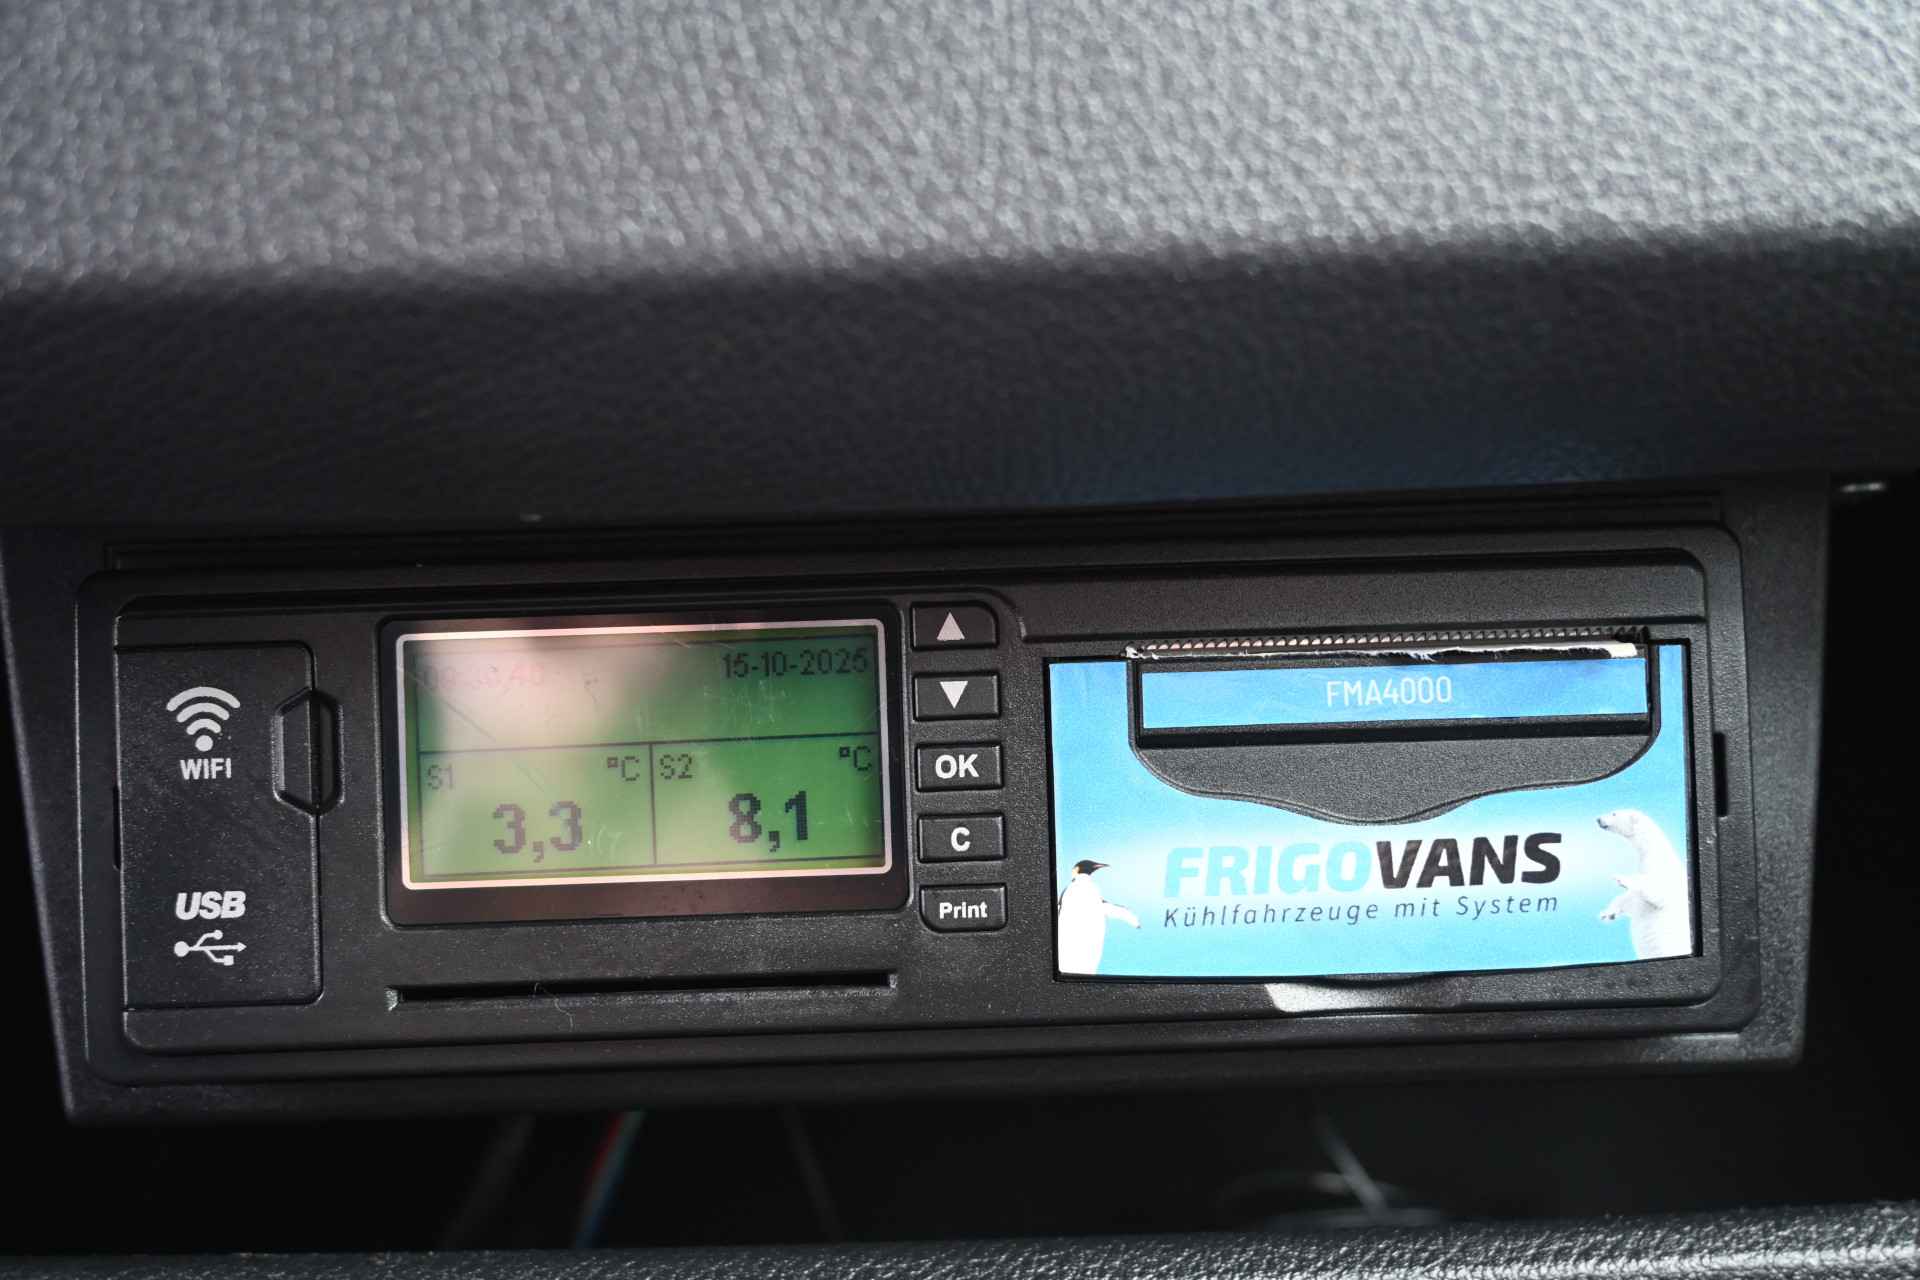 WIFI
USB
15-10-2025
S1 °C
3,3
S2 °C
8,1
OK
C
Print
FMA4000
FRIGOVANS
Kühlfahrzeuge mit System